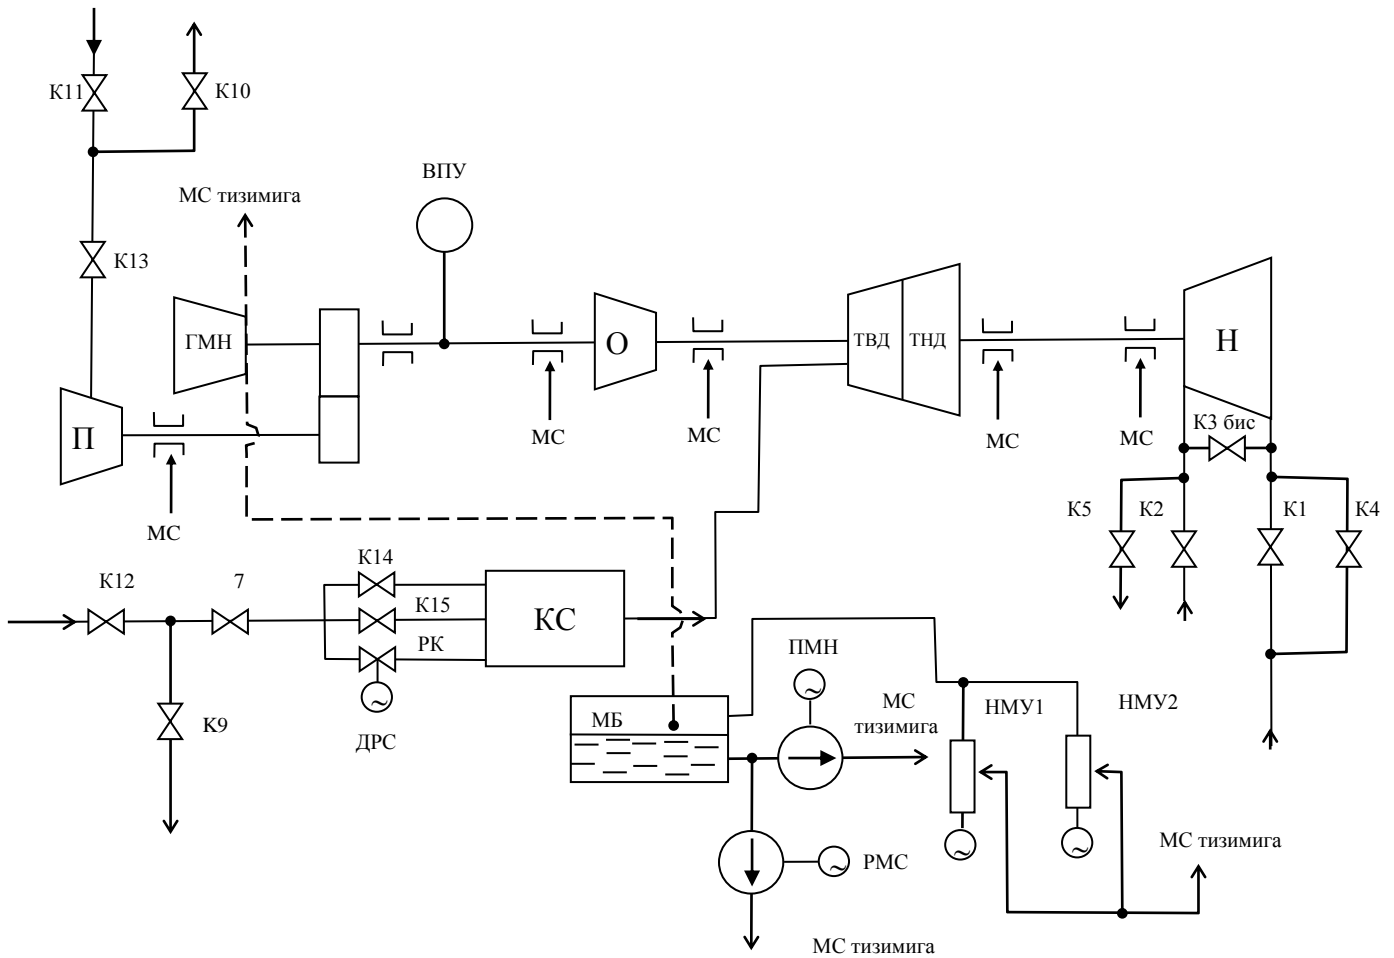 К11
К10
ВПУ
МС тизимига
К13
ГМН
О
ТВД
ТНД
Н
П
К3 бис
МС
МС
МС
МС
МС
К5
К2
К1
К4
К14
К12
7
К15
КС
РК
ПМН
МС
тизимига
НМУ1
НМУ2
МБ
К9
ДРС
~
~
~
~
~
РМС
МС тизимига
МС тизимига